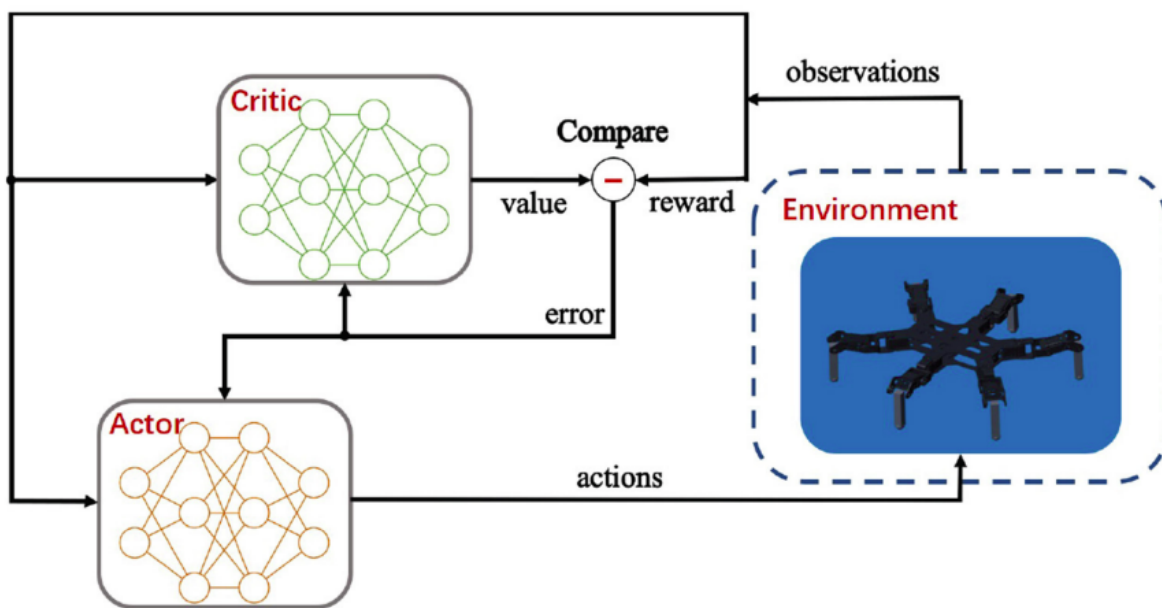 observations
Critic
Compare
−
value
reward
Environment
error
Actor
actions